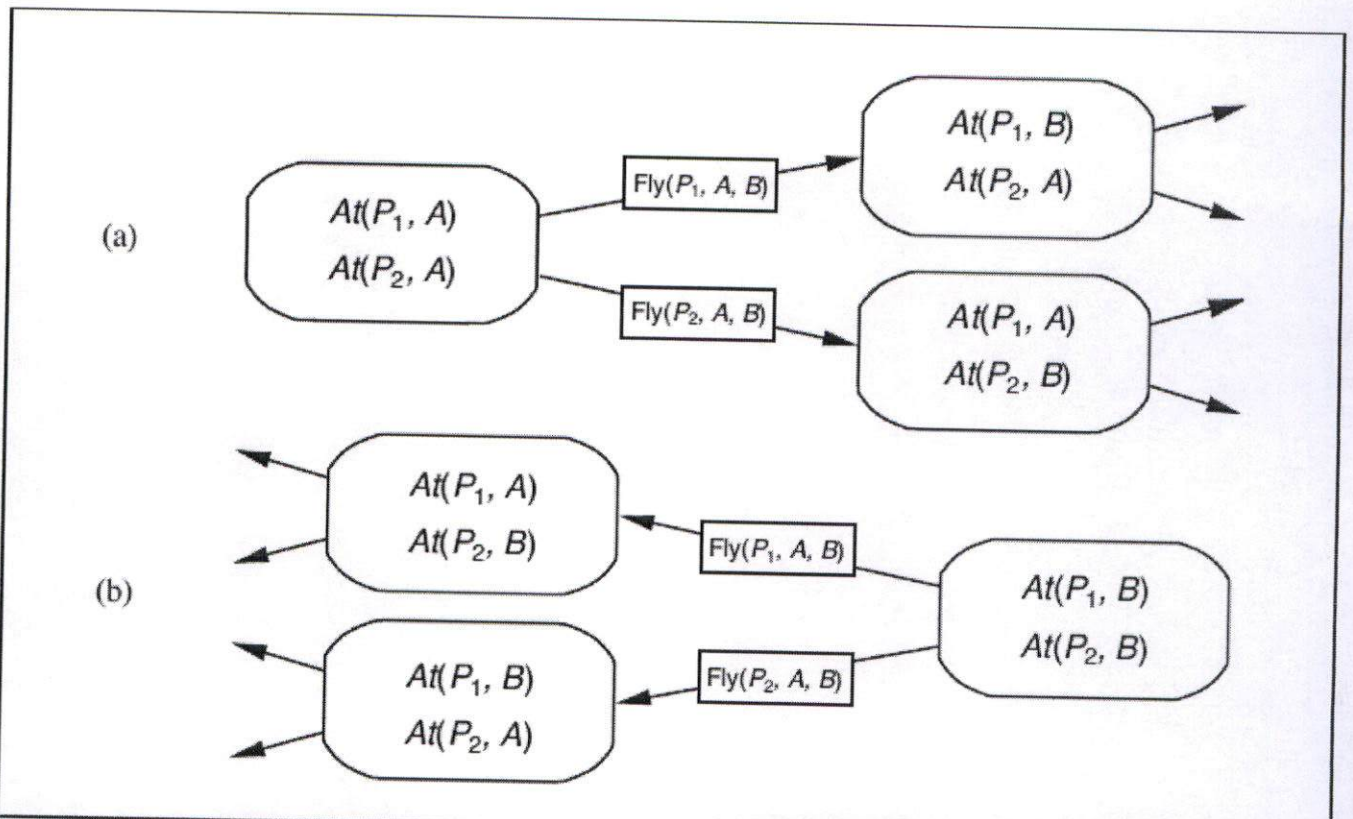 (a)
At(P₁, A)
At(P₂, A)
Fly(P₁, A, B)
Fly(P₂, A, B)
At(P₁, B)
At(P₂, A)
At(P₁, A)
At(P₂, B)
(b)
At(P₁, A)
At(P₂, B)
At(P₁, B)
At(P₂, A)
Fly(P₁, A, B)
Fly(P₂, A, B)
At(P₁, B)
At(P₂, B)